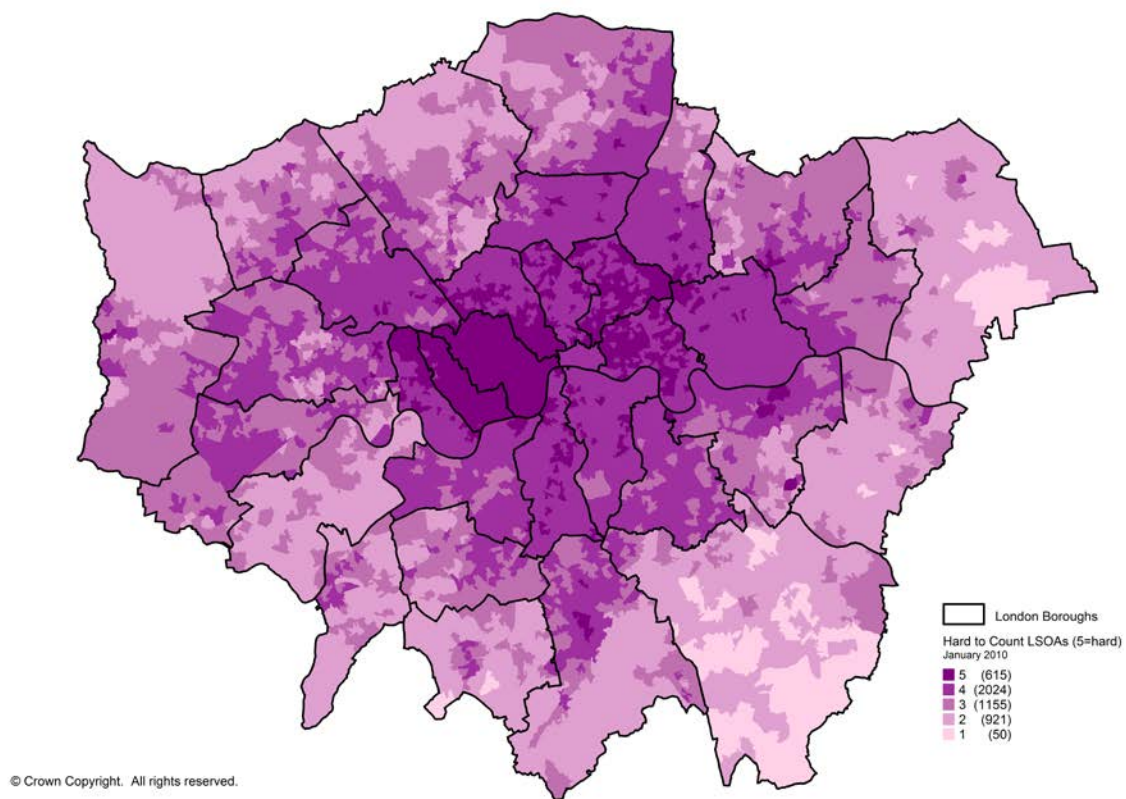 London Boroughs
Hard to Count LSOAs (5=hard)
January 2010
5 (615)
4 (2024)
3 (1155)
2 (921)
1 (50)
© Crown Copyright. All rights reserved.